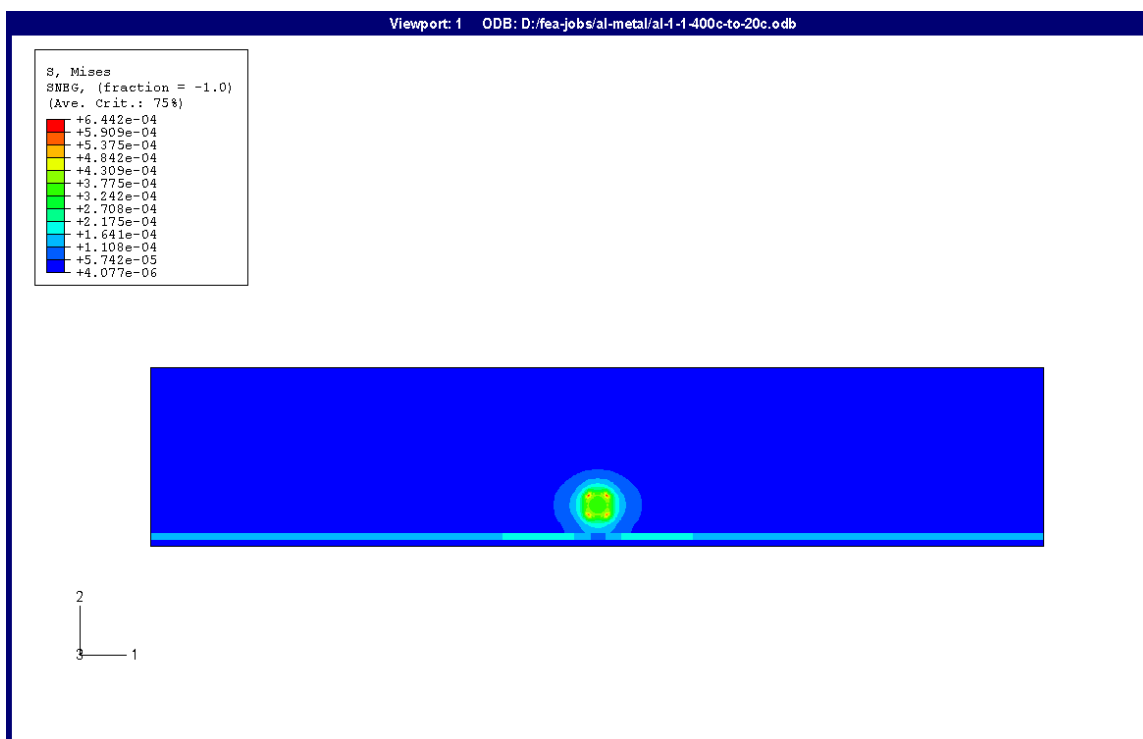 Viewport: 1 ODB: D:/fea-jobs/al-metal/al-1-1-400c-to-20c.odb
S, Mises
SNEG, (fraction = -1.0)
(Ave. Crit.: 75%)
+6.442e-04
+5.909e-04
+5.375e-04
+4.842e-04
+4.309e-04
+3.775e-04
+3.242e-04
+2.708e-04
+2.175e-04
+1.641e-04
+1.108e-04
+5.742e-05
+4.077e-06
2
3 1